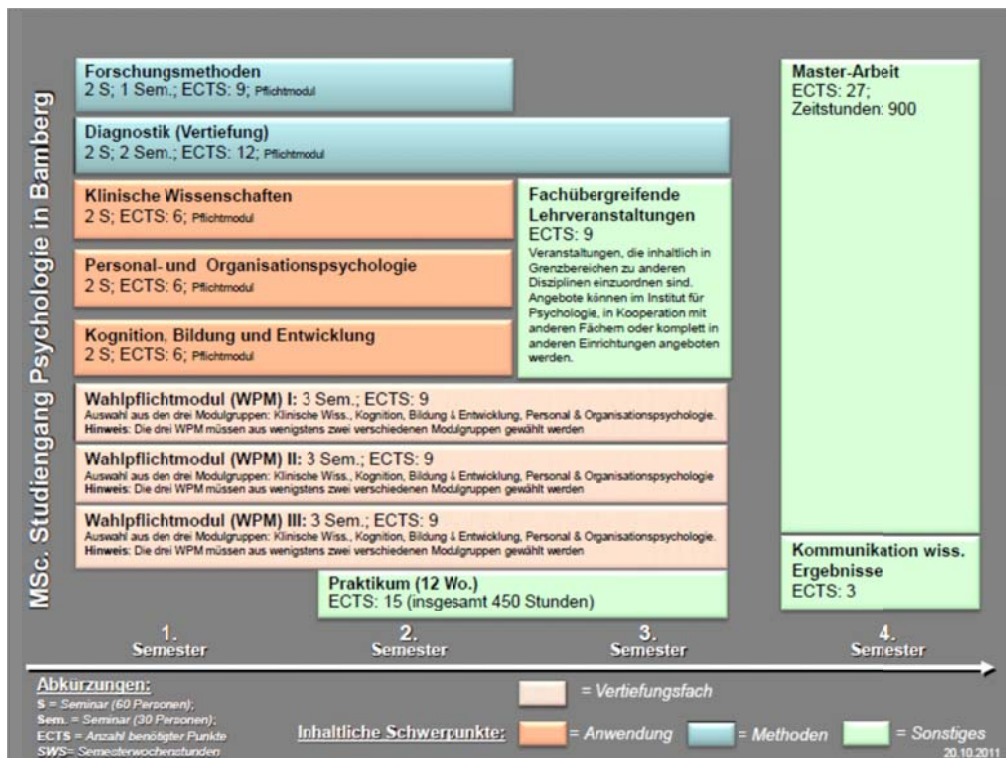 MSc. Studiengang Psychologie in Bamberg
Forschungsmethoden
2 S; 1 Sem.; ECTS: 9; Pflichtmodul
Diagnostik (Vertiefung)
2 S; 2 Sem.; ECTS: 12; Pflichtmodul
Klinische Wissenschaften
2 S; ECTS: 6; Pflichtmodul
Personal-und Organisationspsychologie
2 S; ECTS: 6; Pflichtmodul
Kognition, Bildung und Entwicklung
2 S; ECTS: 6; Pflichtmodul
Fachübergreifende
Lehrveranstaltungen
ECTS: 9
Veranstaltungen, die inhaltlich in
Grenzbereichen zu anderen
Disziplinen einzuordnen sind.
Angebote können im Institut für
Psychologie, in Kooperation mit
anderen Fächern oder komplett in
anderen Einrichtungen angeboten
werden.
Wahlpflichtmodul (WPM) I: 3 Sem.; ECTS: 9
Auswahl aus den drei Modulgruppen: Klinische Wiss., Kognition, Bildung & Entwicklung, Personal & Organisationspsychologie.
Hinweis: Die drei WPM müssen aus wenigstens zwei verschiedenen Modulgruppen gewählt werden
Wahlpflichtmodul (WPM) II: 3 Sem.; ECTS: 9
Auswahl aus den drei Modulgruppen: Klinische Wiss., Kognition, Bildung & Entwicklung, Personal & Organisationspsychologie
Hinweis: Die drei WPM müssen aus wenigstens zwei verschiedenen Modulgruppen gewählt werden
Wahlpflichtmodul (WPM) III: 3 Sem.; ECTS: 9
Auswahl aus den drei Modulgruppen: Klinische Wiss., Kognition, Bildung & Entwicklung, Personal & Organisationspsychologie.
Hinweis: Die drei WPM müssen aus wenigstens zwei verschiedenen Modulgruppen gewählt werden
Praktikum (12 Wo.)
ECTS: 15 (insgesamt 450 Stunden)
Master-Arbeit
ECTS: 27;
Zeitstunden: 900
Kommunikation wiss.
Ergebnisse
ECTS: 3
1.
Semester
2.
Semester
3.
Semester
4.
Semester
Abkürzungen:
S = Seminar (60 Personen);
Sem. = Seminar (30 Personen);
ECTS = Anzahl benötigter Punkte
SWS= Semesterwochenstunden
= Vertiefungsfach
Inhaltliche Schwerpunkte:
= Anwendung
= Methoden
= Sonstiges
20.10.2011